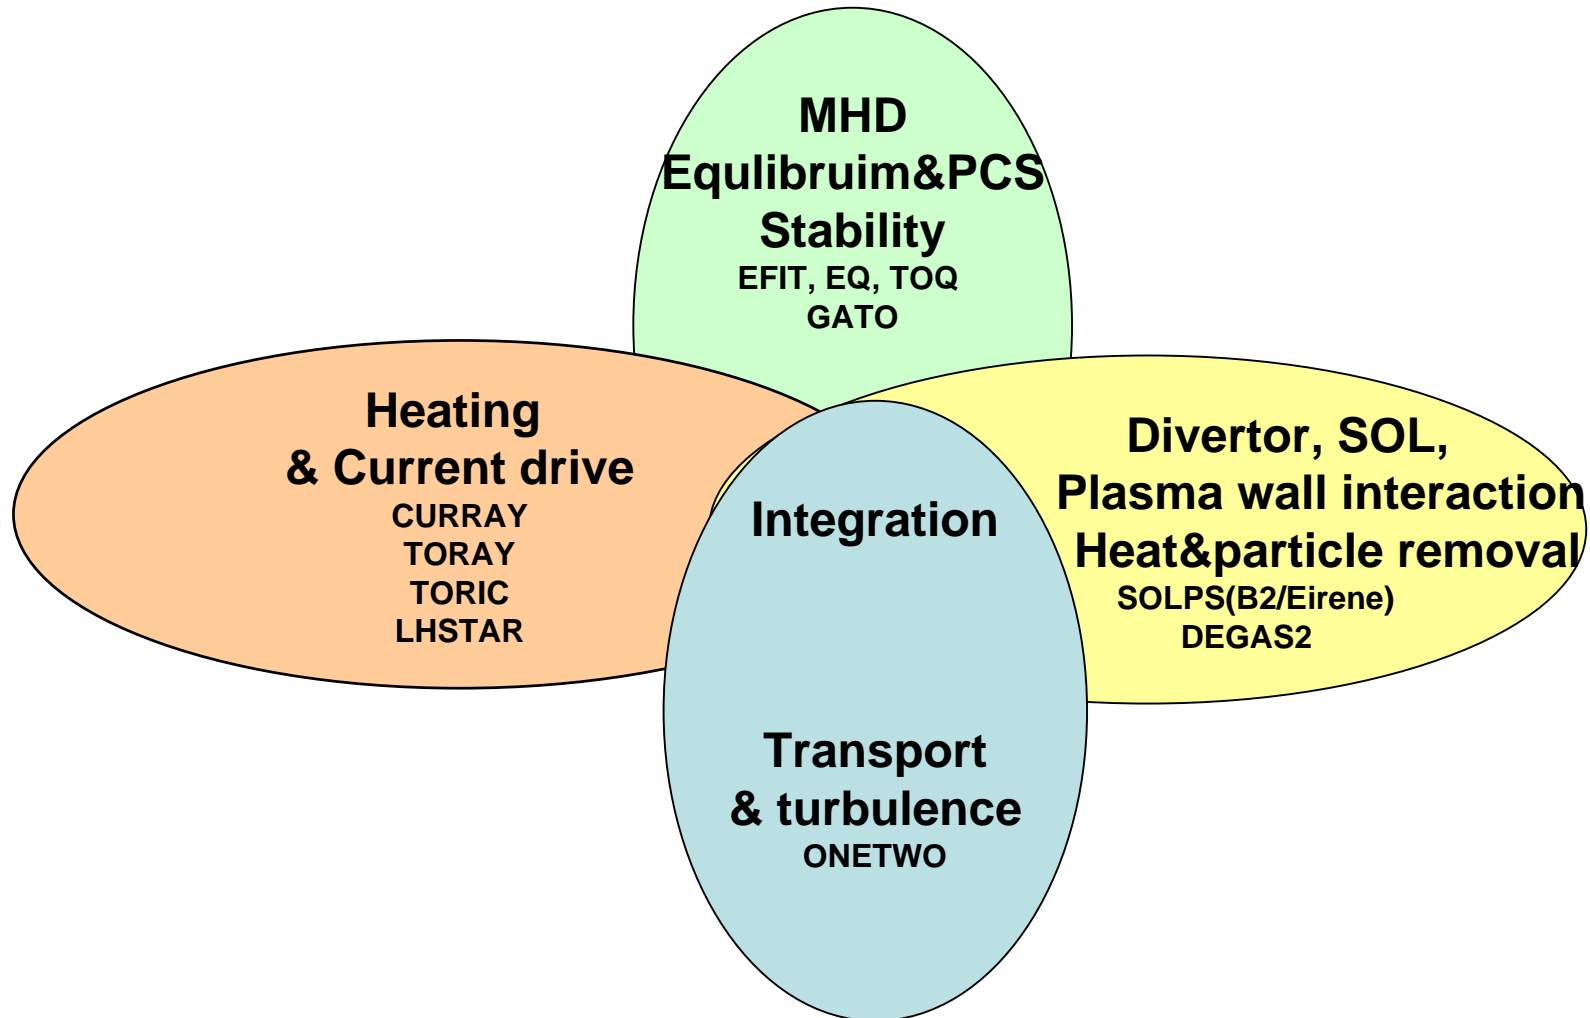 MHD
Equlibruim&PCS
Stability
EFIT, EQ, TOQ
GATO
Heating
& Current drive
CURRAY
TORAY
TORIC
LHSTAR
Integration
Divertor, SOL,
Plasma wall interaction
Heat&particle removal
SOLPS(B2/Eirene)
DEGAS2
Transport
& turbulence
ONETWO